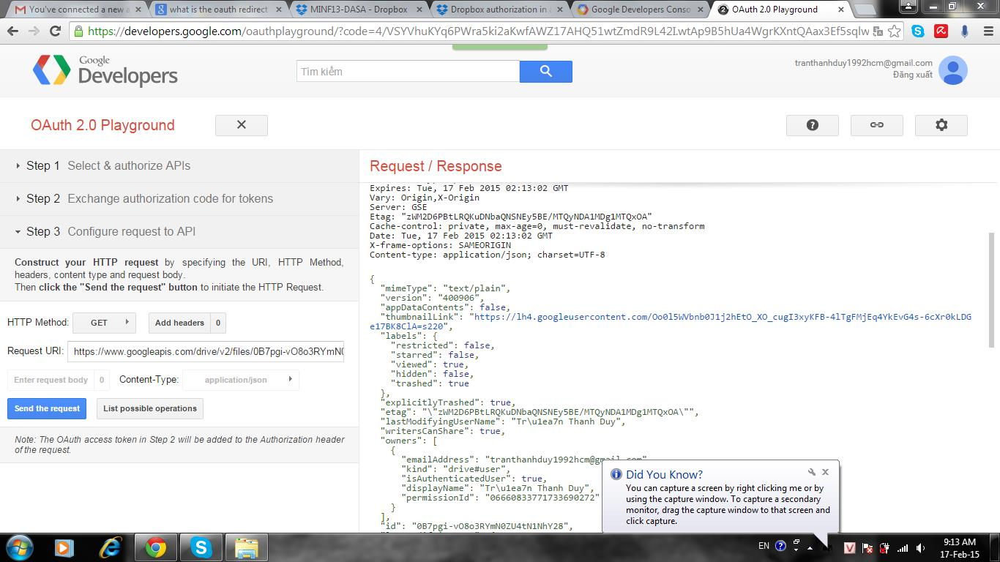 You've connected a new a
what is the oauth redirect
MINF13-DASA - Dropbox
Dropbox authorization in a
Google Developers Conso
OAuth 2.0 Playground
https://developers.google.com/oauthplayground/?code=4/VSYVhuKYq6PWra5ki2aKwfAWZ17AHQ51wtZmdR9L42I.wtAp9B5hUa4WgrKXntQAax3Ef5sqlw
Google
Developers
Tìm kiếm
tranthanhduy1992hcm@gmail.com
Đăng xuất
OAuth 2.0 Playground
Step 1 Select & authorize APIs
Step 2 Exchange authorization code for tokens
Step 3 Configure request to API
Construct your HTTP request by specifying the URI, HTTP Method,
headers, content type and request body.
Then click the "Send the request" button to initiate the HTTP Request.
HTTP Method: GET Add headers 0
Request URI: https://www.googleapis.com/drive/v2/files/0B7pgi-vO8o3RYmN0
Enter request body 0 Content-Type: application/json
Send the request List possible operations
Note: The OAuth access token in Step 2 will be added to the Authorization header
of the request.
Request / Response
Expires: Tue, 17 Feb 2015 02:13:02 GMT
Vary: Origin,X-Origin
Server: GSE
Etag: "zWM2D6PBtLRQKuDNbaQNSNEy5BE/MTQyNDA1MDg1MTQxOA"
Cache-control: private, max-age=0, must-revalidate, no-transform
Date: Tue, 17 Feb 2015 02:13:02 GMT
X-frame-options: SAMEORIGIN
Content-type: application/json; charset=UTF-8
{
"mimeType": "text/plain",
"version": "400906",
"appDataContents": false,
"thumbnailLink": "https://lh4.googleusercontent.com/Oo0l5WVbnb0J1j2hEtO_XO_cugI3xyKFB-4lTgFMjEq4YkEvG4s-6cXr0kLDG
e17BK8ClA=s220",
"labels": {
"restricted": false,
"starred": false,
"viewed": true,
"hidden": false,
"trashed": true
},
"explicitlyTrashed": true,
"etag": "\"zWM2D6PBtLRQKuDNbaQNSNEy5BE/MTQyNDA1MDg1MTQxOA\"",
"lastModifyingUserName": "Tr\u1ea7n Thanh Duy",
"writersCanShare": true,
"owners": [
{
"emailAddress": "tranthanhduy1992hcm@gmail.com"
"kind": "drive#user",
"isAuthenticatedUser": true,
"displayName": "Tr\u1ea7n Thanh Duy",
"permissionId": "06660833771733690272"
}
],
"id": "0B7pgi-vO8o3RYmN0ZU4tN1NhY28",
Did You Know?
You can capture a screen by right clicking me or by
using the capture window. To capture a secondary
monitor, drag the capture window to that screen and
click capture.
EN
9:13 AM
17-Feb-15